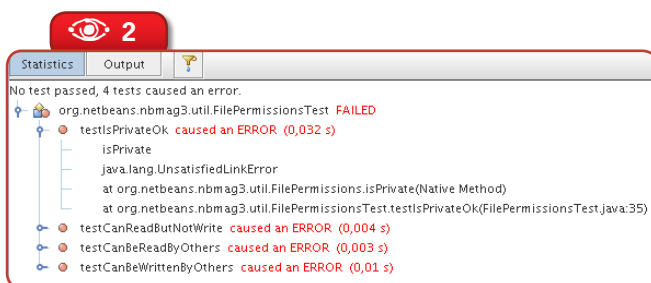 2
Statistics Output
No test passed, 4 tests caused an error.
org.netbeans.nbmag3.util.FilePermissionsTest FAILED
testIsPrivateOk caused an ERROR (0,032 s)
isPrivate
java.lang.UnsatisfiedLinkError
at org.netbeans.nbmag3.util.FilePermissions.isPrivate(Native Method)
at org.netbeans.nbmag3.util.FilePermissionsTest.testIsPrivateOk(FilePermissionsTest.java:35)
testCanReadButNotWrite caused an ERROR (0,004 s)
testCanBeReadByOthers caused an ERROR (0,003 s)
testCanBeWrittenByOthers caused an ERROR (0,01 s)